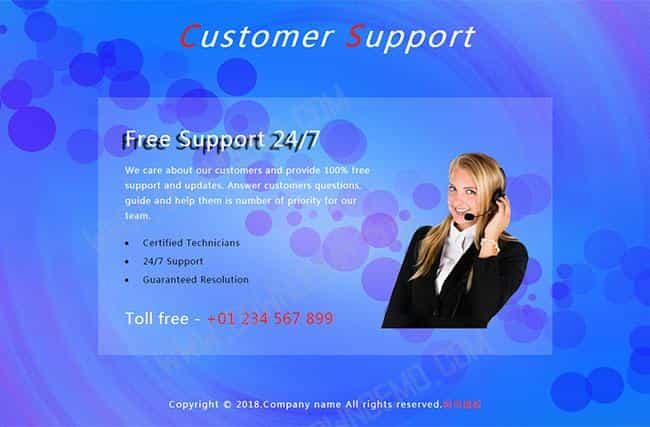 Customer Support
Free Support 24/7
We care about our customers and provide 100% free
support and updates. Answer customers questions,
guide and help them is number of priority for our
team.
Certified Technicians
24/7 Support
Guaranteed Resolution
Toll free - +01 234 567 899
Copyright © 2018.Company name All rights reserved.